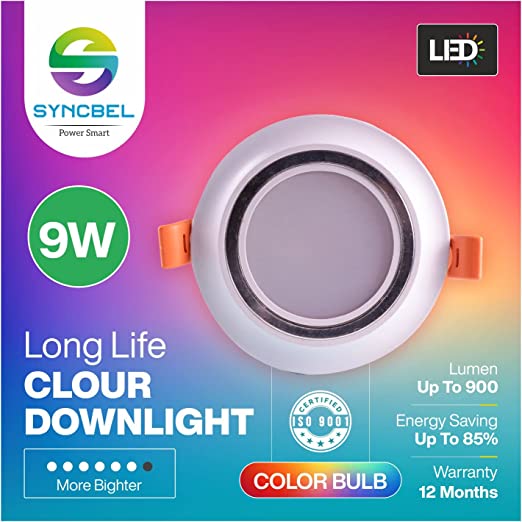 SYNCBEL
Power Smart
LED
9W
Long Life
CLOUR
DOWNLIGHT
More Bighter
CERTIFIED
ISO 9001
COLOR BULB
Lumen
Up To 900
Energy Saving
Up To 85%
Warranty
12 Months